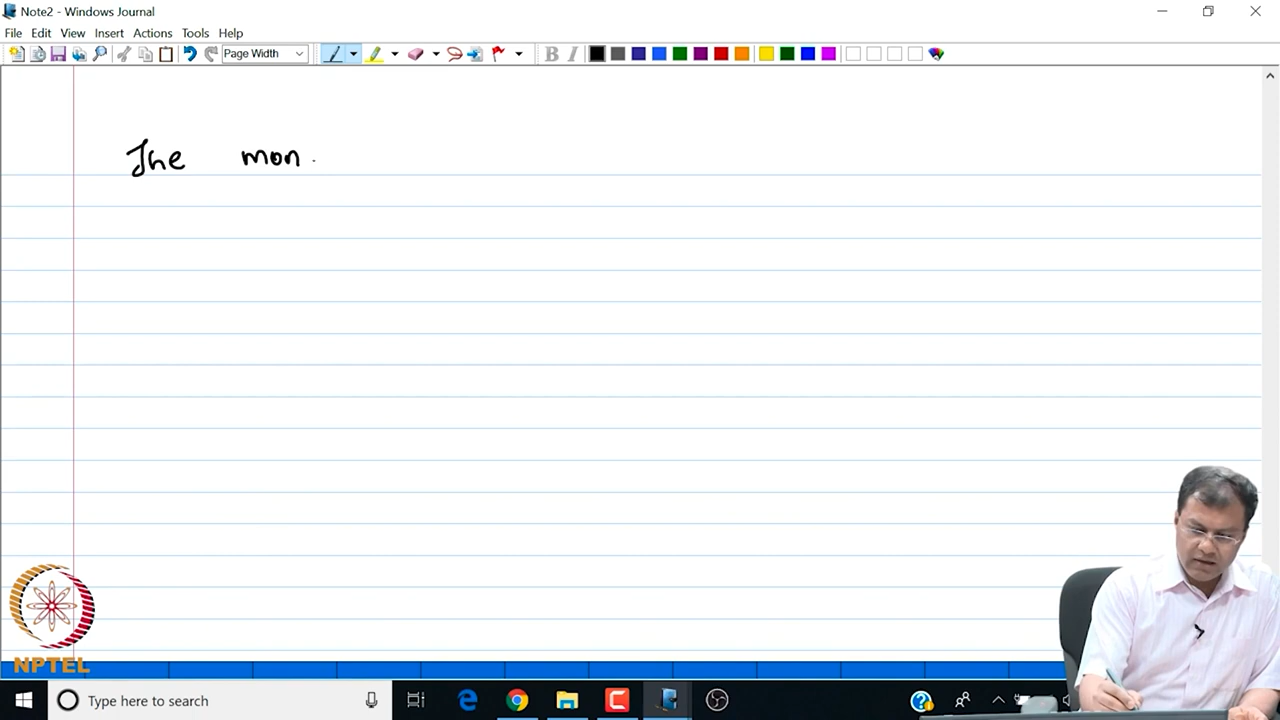 Note2 - Windows Journal
File Edit View Insert Actions Tools Help
Page Width B I
The mon
NPTEL
Type here to search